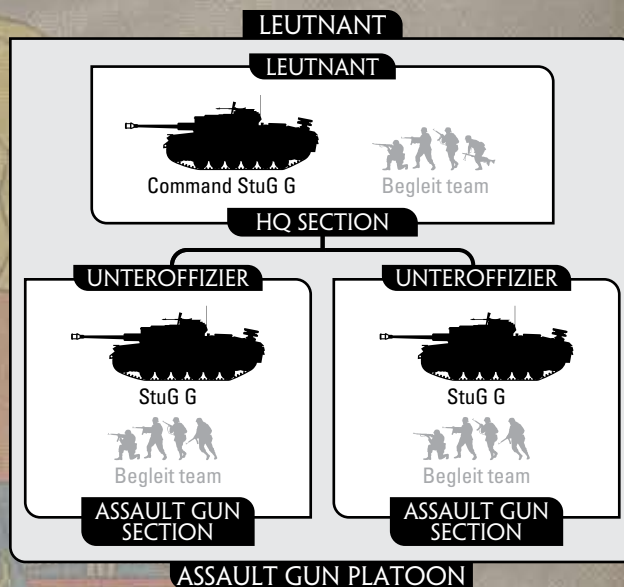 LEUTNANT
LEUTNANT
Command StuG G
Begleit team
HQ SECTION
UNTEROFFIZIER
StuG G
Begleit team
ASSAULT GUN
SECTION
UNTEROFFIZIER
StuG G
Begleit team
ASSAULT GUN
SECTION
ASSAULT GUN PLATOON